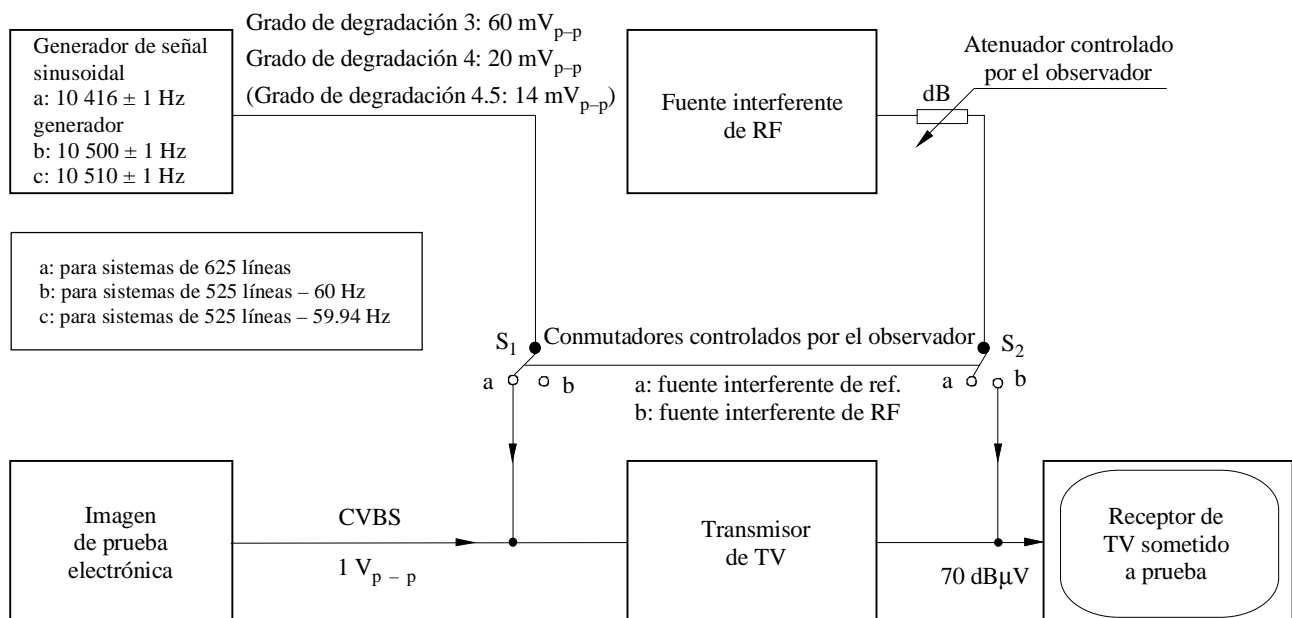 Generador de señal
sinusoidal
a: 10 416 ± 1 Hz
generador
b: 10 500 ± 1 Hz
c: 10 510 ± 1 Hz
Grado de degradación 3: 60 mVp–p
Grado de degradación 4: 20 mVp–p
(Grado de degradación 4.5: 14 mVp–p)
Fuente interferente
de RF
dB
Atenuador controlado
por el observador
a: para sistemas de 625 líneas
b: para sistemas de 525 líneas – 60 Hz
c: para sistemas de 525 líneas – 59.94 Hz
S1
Conmutadores controlados por el observador
S2
a
b
a: fuente interferente de ref.
b: fuente interferente de RF
a
b
Imagen
de prueba
electrónica
CVBS
1 Vp – p
Transmisor
de TV
70 dBµV
Receptor de
TV sometido
a prueba